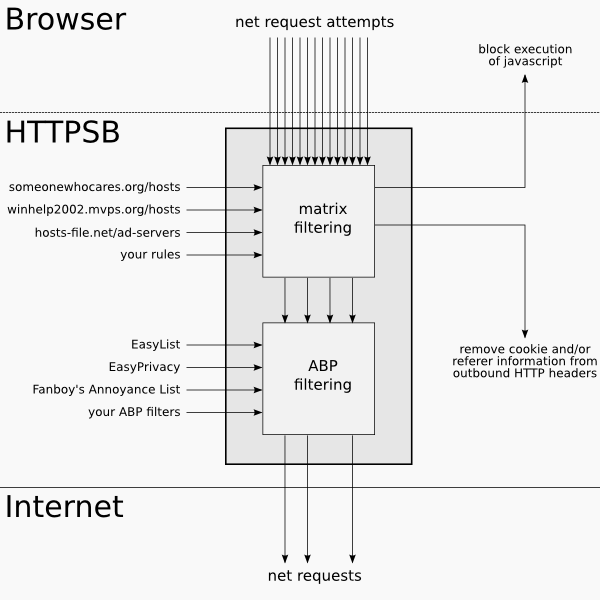 Browser
net request attempts
block execution
of javascript
HTTPSB
someonewhocares.org/hosts
winhelp2002.mvps.org/hosts
hosts-file.net/ad-servers
your rules
matrix
filtering
EasyList
EasyPrivacy
Fanboy's Annoyance List
your ABP filters
ABP
filtering
remove cookie and/or
referer information from
outbound HTTP headers
Internet
net requests